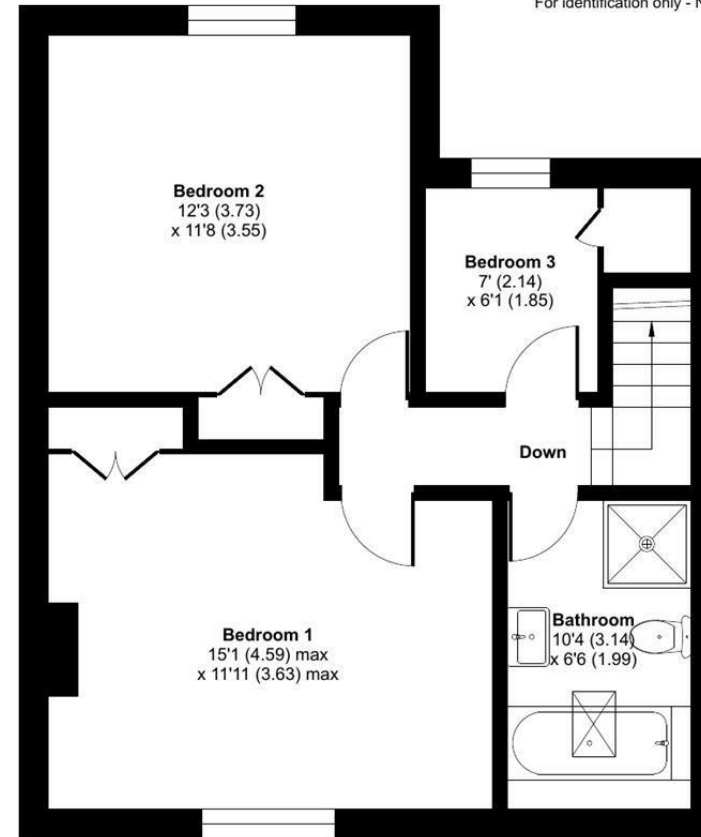 For identification only - N
Bedroom 2
12'3 (3.73)
x 11'8 (3.55)
Bedroom 3
7' (2.14)
x 6'1 (1.85)
Down
Bedroom 1
15'1 (4.59) max
x 11'11 (3.63) max
Bathroom
10'4 (3.14)
x 6'6 (1.99)